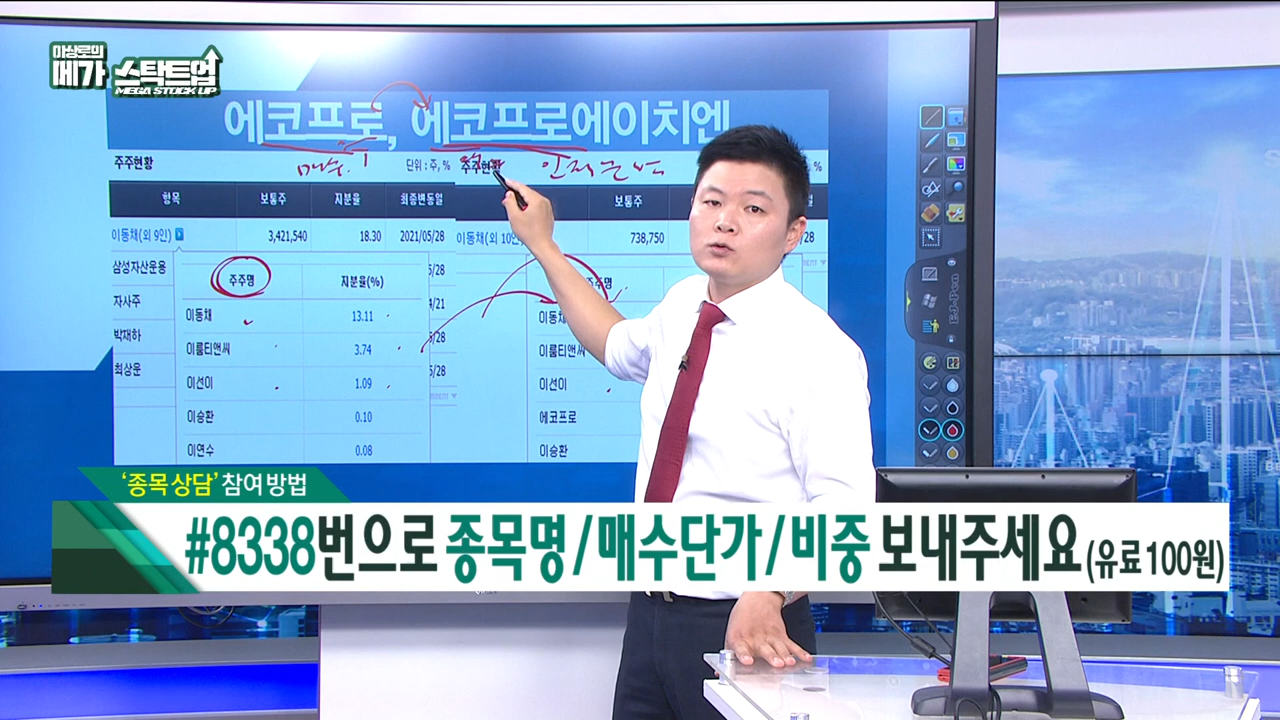 이상로의
메가 스탁트업
MEGA STOCK UP
에코프로, 에코프로에이치엔
주주현황 단위 : 주, % 주주현황 %
매수
항목 보통주 지분율 최종변동일 보통주
이동채(외 9인) 3,421,540 18.30 2021/05/28 이동채(외 10인) 738,750 /28
삼성자산운용 /28
주주명 지분율(%) 주주명
자사주 /21
이동채 13.11 이동채
박재하 /28
이룸티앤씨 3.74 이룸티앤씨
최상운 /28
이선이 1.09 이선이
이승환 0.10 에코프로
이연수 0.08 이승환
‘종목 상담’ 참여 방법
#8338번으로 종목명/매수단가/비중 보내주세요 (유료 100원)